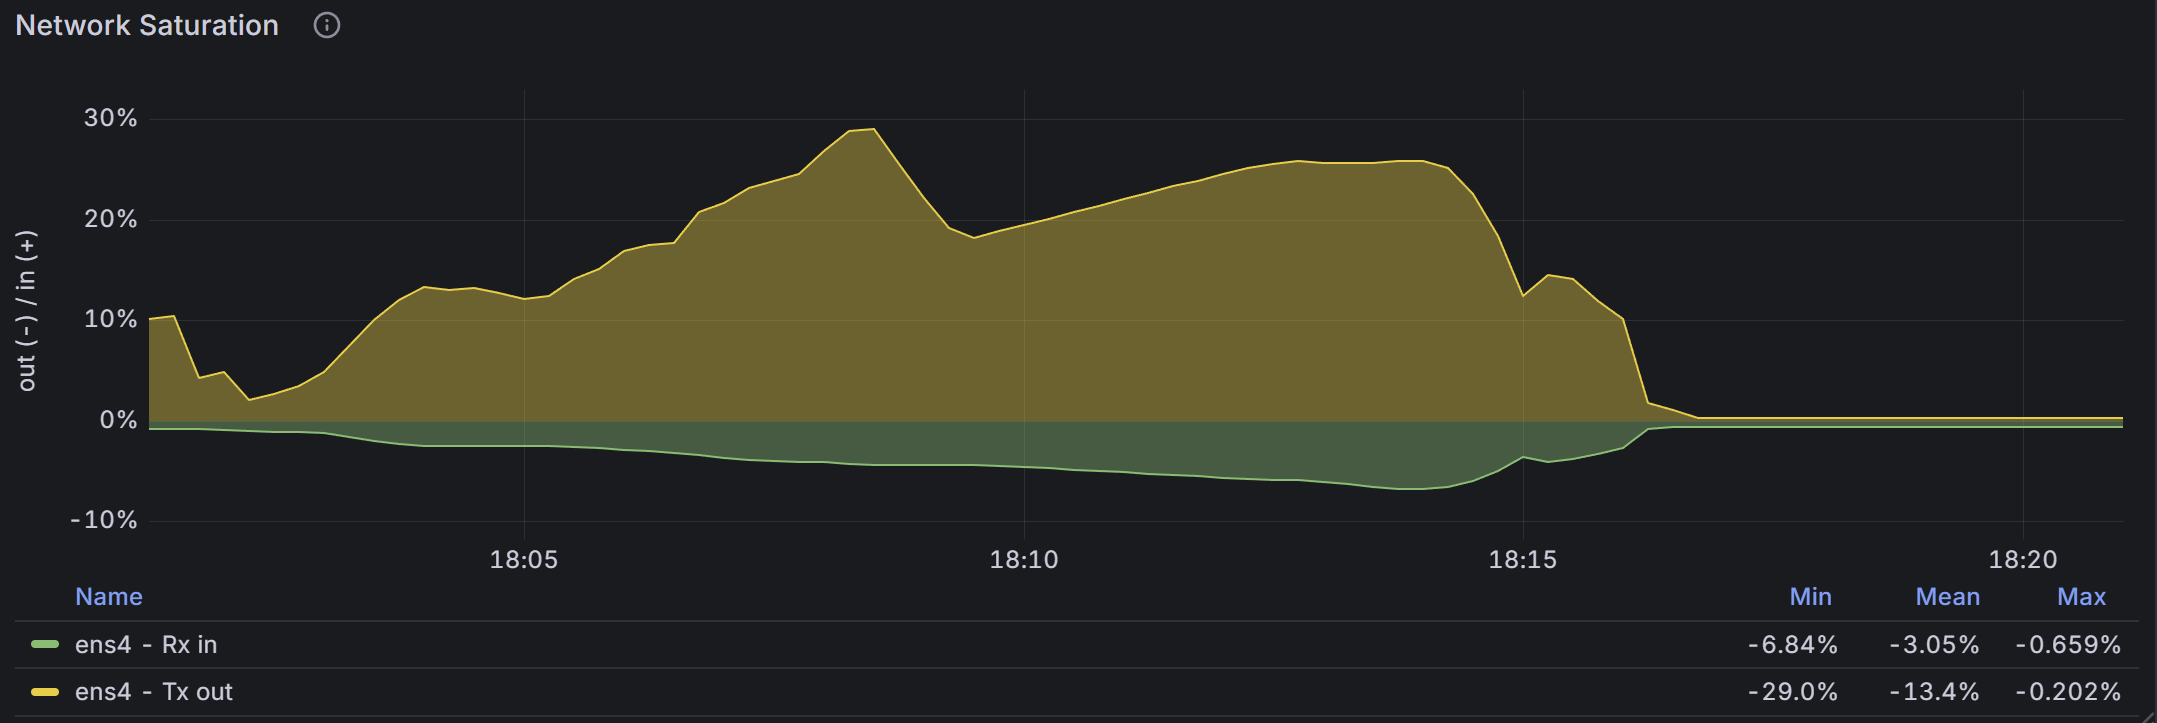 Network Saturation
out (-) / in (+)
30%
20%
10%
0%
-10%
18:05 18:10 18:15 18:20
Name Min Mean Max
ens4 - Rx in -6.84% -3.05% -0.659%
ens4 - Tx out -29.0% -13.4% -0.202%